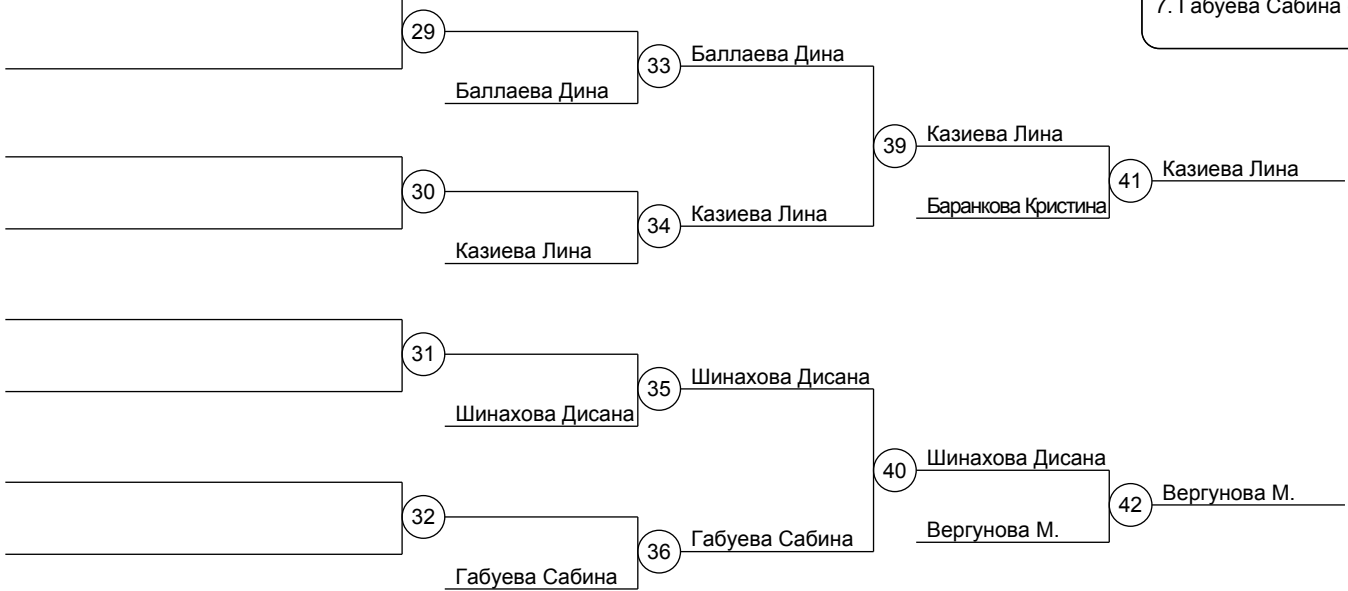 7. Габуева Сабина
29
33
Баллаева Дина
Баллаева Дина
39
Казиева Лина
30
34
Казиева Лина
Казиева Лина
41
Казиева Лина
Баранкова Кристина
31
35
Шинахова Дисана
Шинахова Дисана
40
Шинахова Дисана
32
36
Габуева Сабина
Габуева Сабина
42
Вергунова М.
Вергунова М.